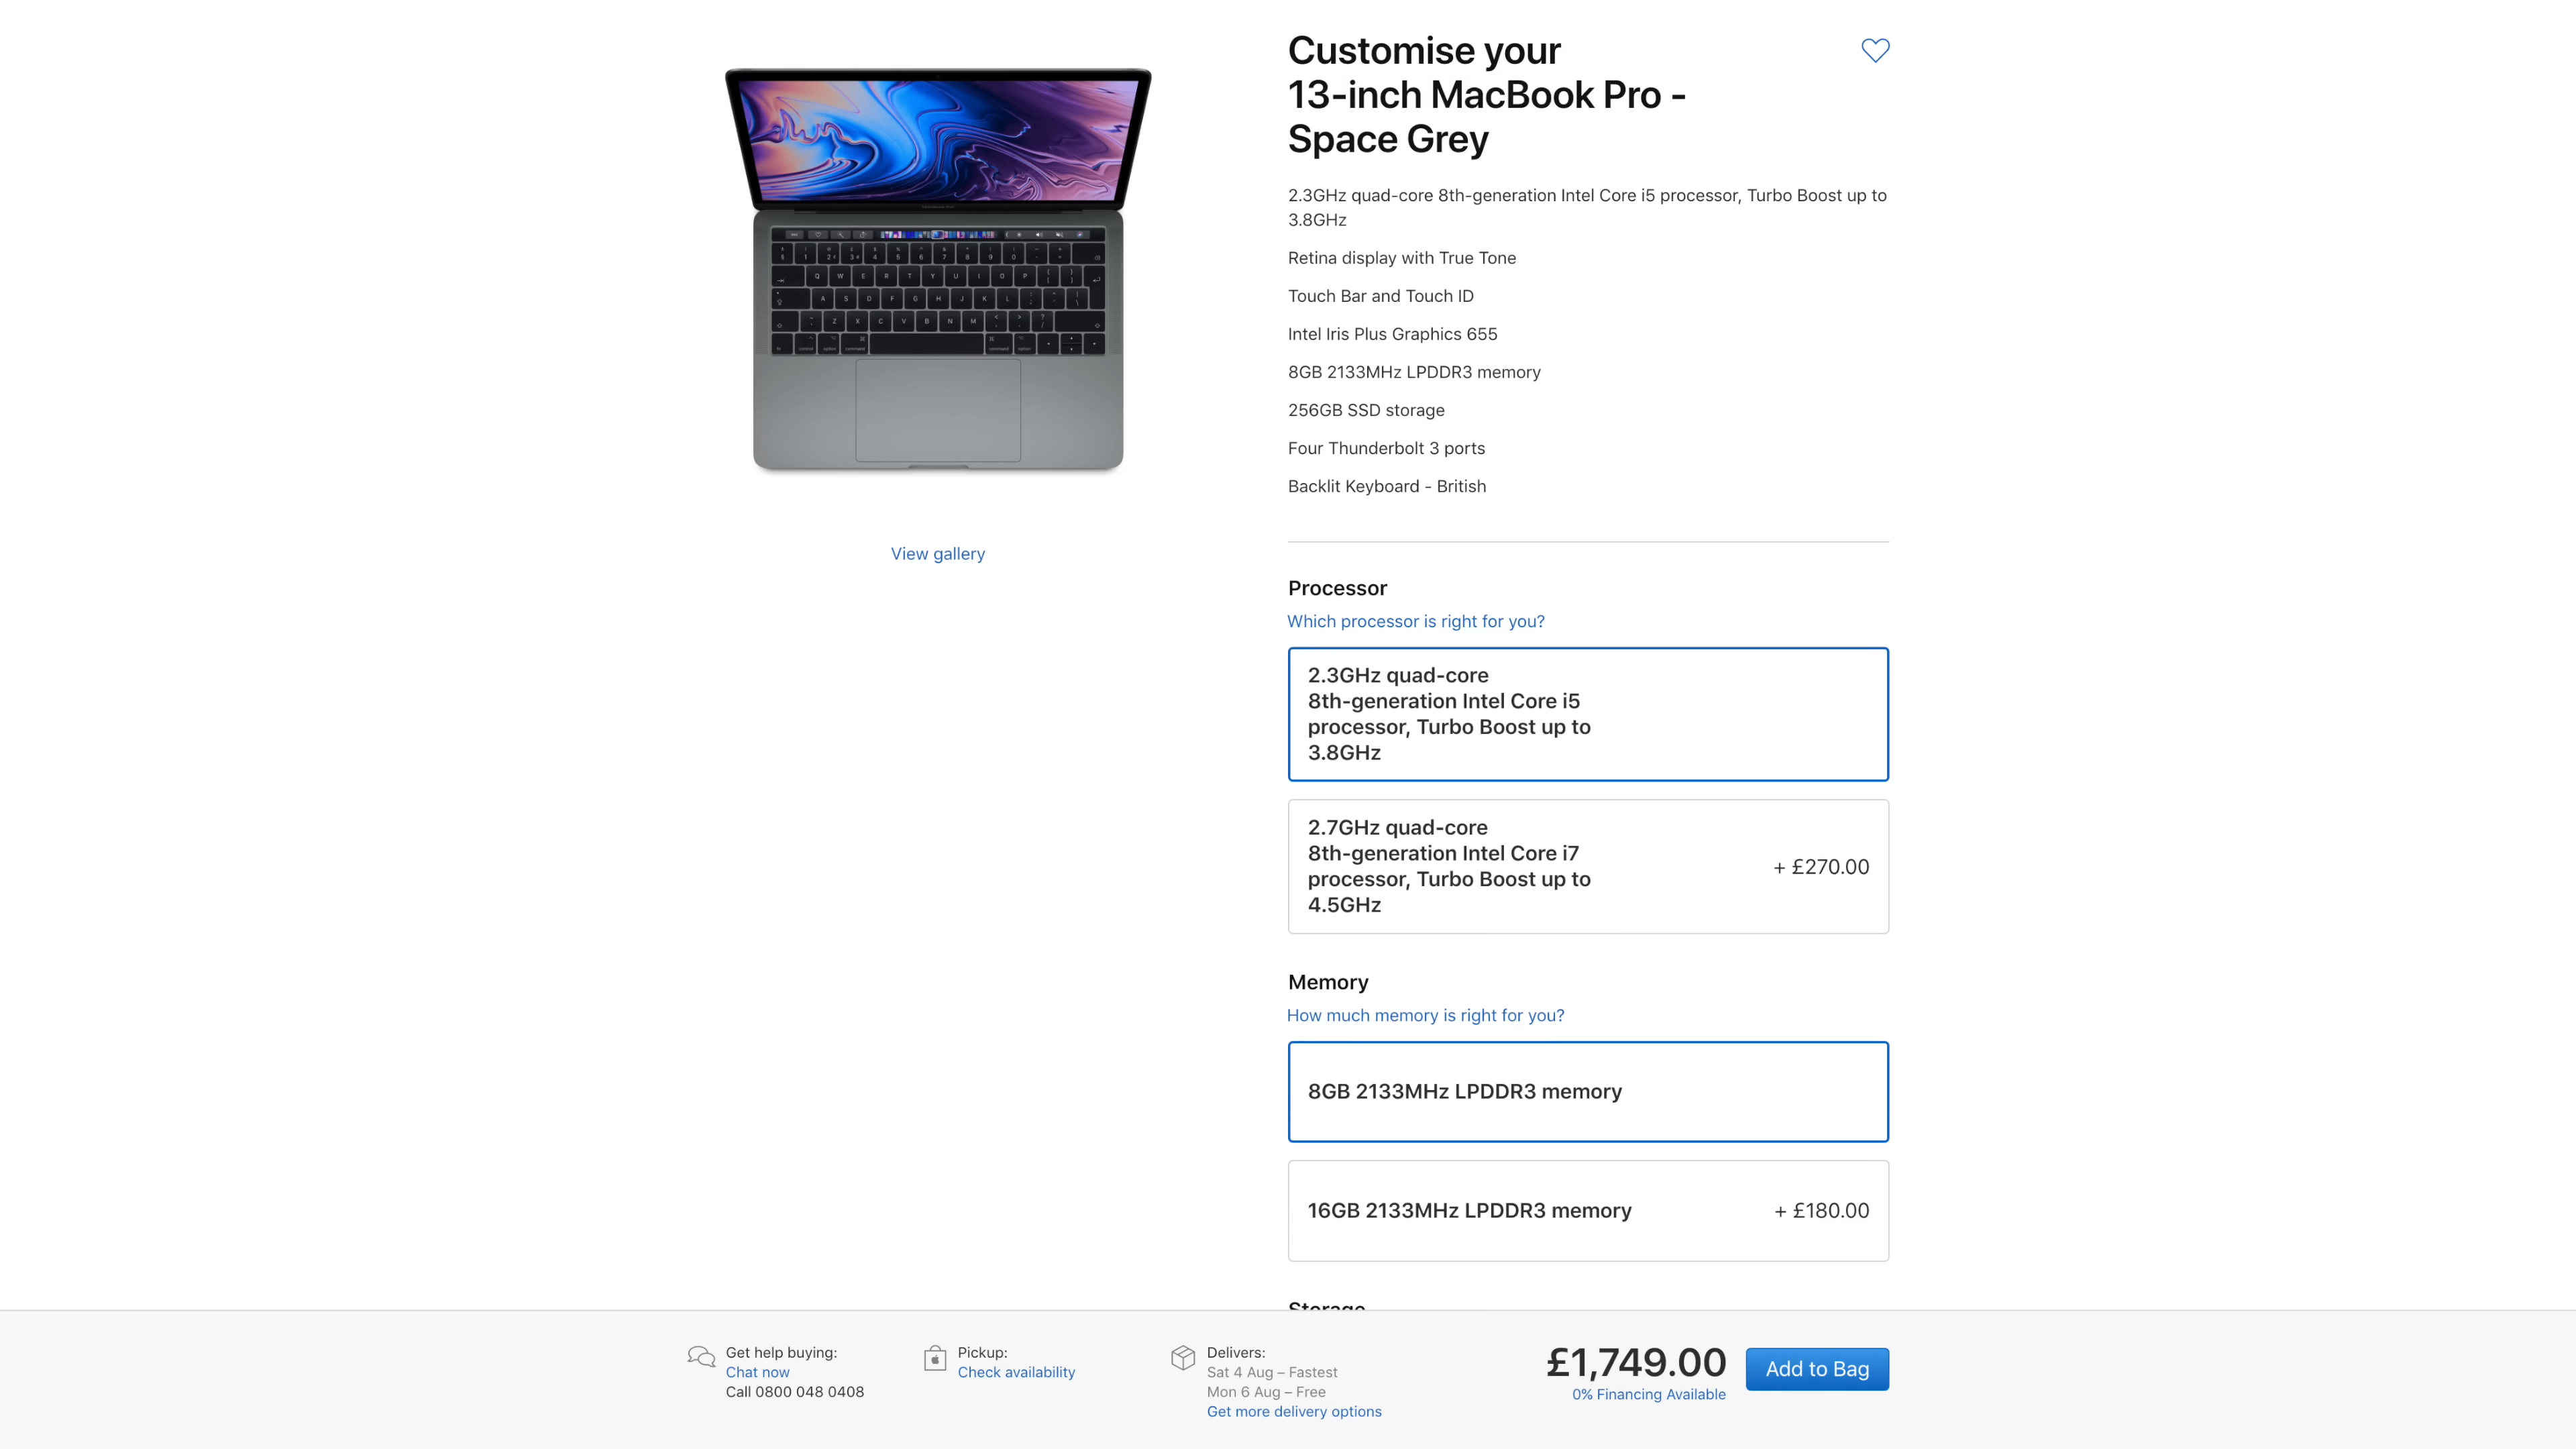 Customise your
13-inch MacBook Pro -
Space Grey
2.3GHz quad-core 8th-generation Intel Core i5 processor, Turbo Boost up to
3.8GHz
Retina display with True Tone
Touch Bar and Touch ID
Intel Iris Plus Graphics 655
8GB 2133MHz LPDDR3 memory
256GB SSD storage
Four Thunderbolt 3 ports
Backlit Keyboard - British
View gallery
Processor
Which processor is right for you?
2.3GHz quad-core
8th-generation Intel Core i5
processor, Turbo Boost up to
3.8GHz
2.7GHz quad-core
8th-generation Intel Core i7
processor, Turbo Boost up to
4.5GHz
+ £270.00
Memory
How much memory is right for you?
8GB 2133MHz LPDDR3 memory
16GB 2133MHz LPDDR3 memory
+ £180.00
Storage
Get help buying:
Chat now
Call 0800 048 0408
Pickup:
Check availability
Delivers:
Sat 4 Aug – Fastest
Mon 6 Aug – Free
Get more delivery options
£1,749.00
0% Financing Available
Add to Bag